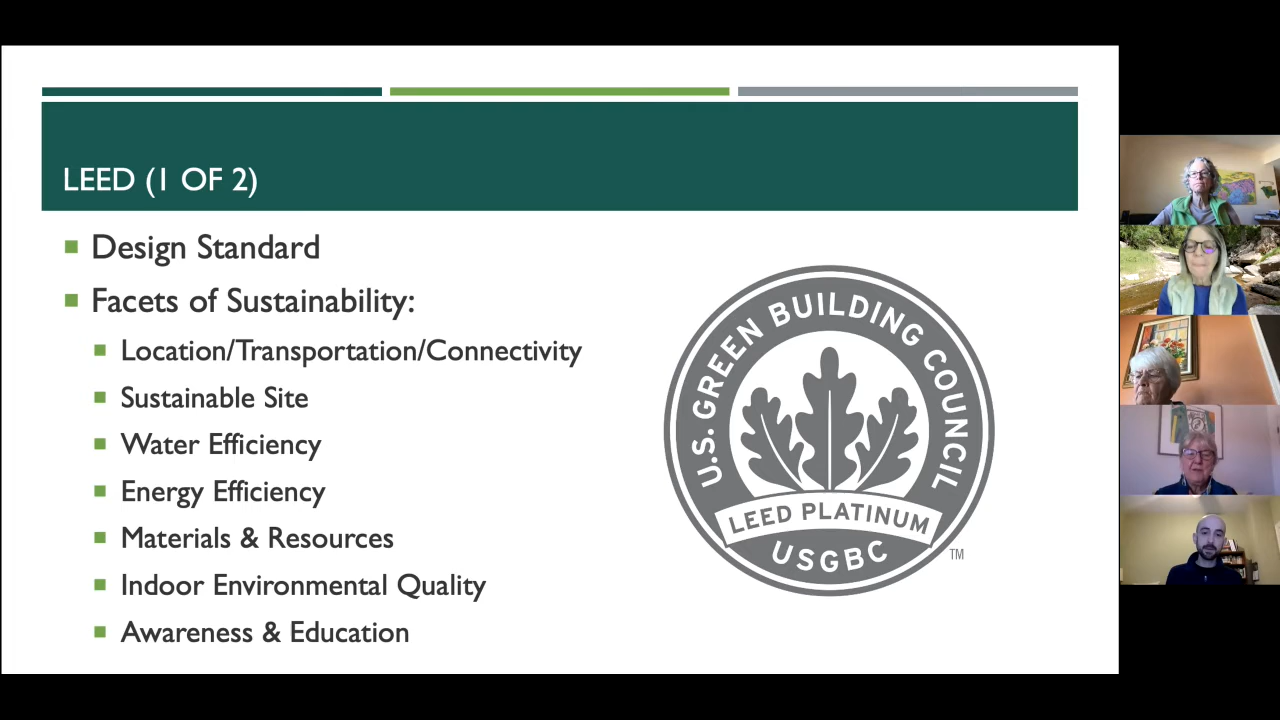 LEED (1 OF 2)
Design Standard
Facets of Sustainability:
Location/Transportation/Connectivity
Sustainable Site
Water Efficiency
Energy Efficiency
Materials & Resources
Indoor Environmental Quality
Awareness & Education
U.S. GREEN BUILDING COUNCIL
LEED PLATINUM
USGBC
TM